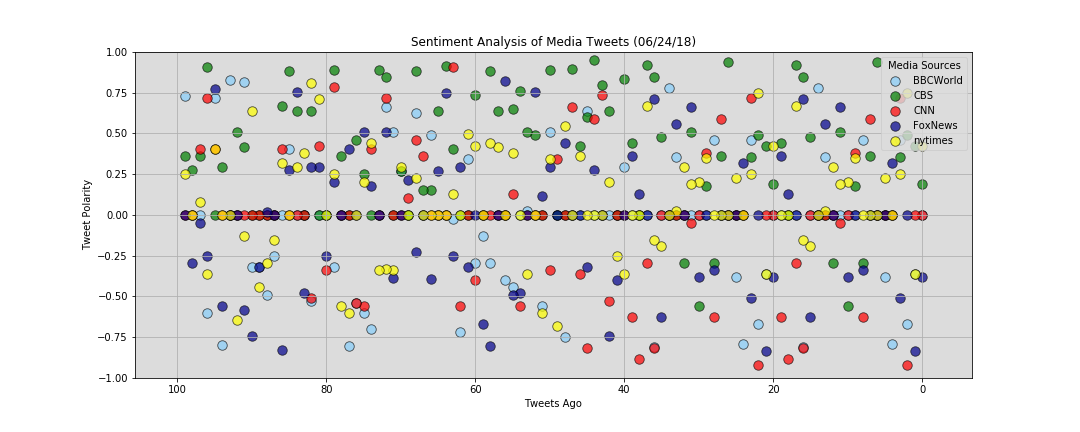 Sentiment Analysis of Media Tweets (06/24/18)
1.00
0.75
0.50
0.25
0.00
−0.25
−0.50
−0.75
−1.00
Tweet Polarity
100
80
60
40
20
0
Tweets Ago
Media Sources
BBCWorld
CBS
CNN
FoxNews
nytimes